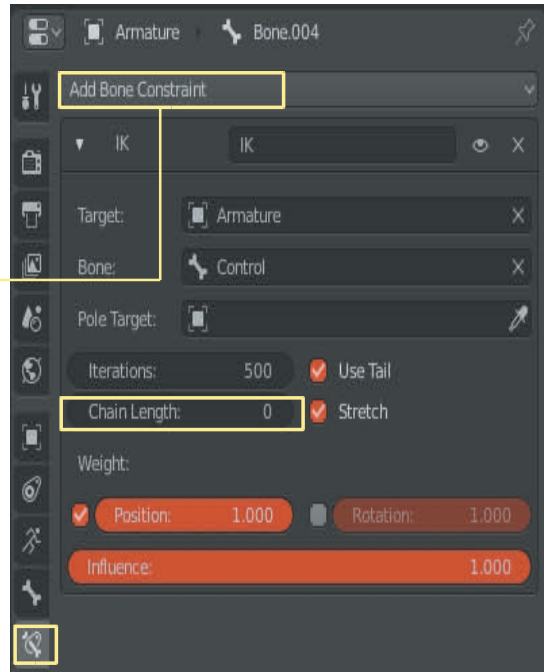 Armature Bone.004
Add Bone Constraint
IK IK
Target: Armature
Bone: Control
Pole Target:
Iterations: 500 Use Tail
Chain Length: 0 Stretch
Weight:
Position: 1.000 Rotation: 1.000
Influence: 1.000